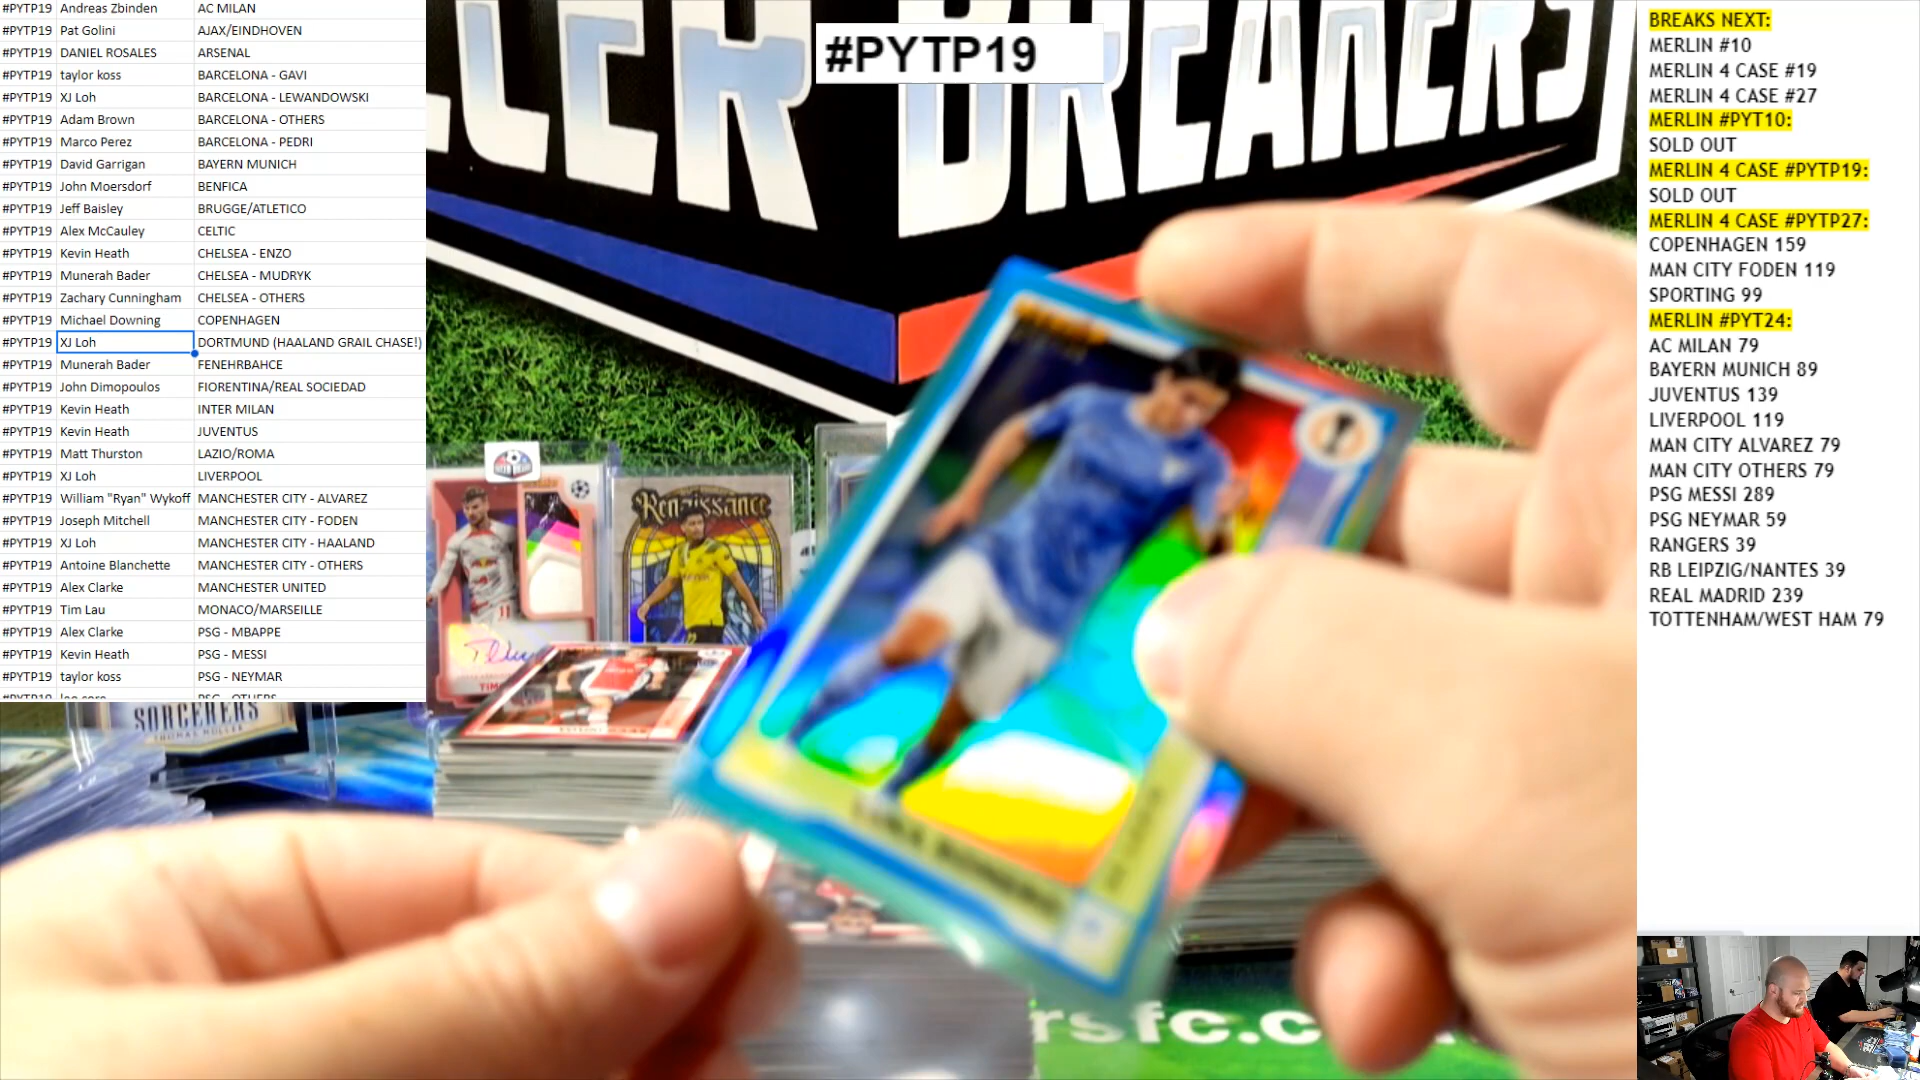 #PYTP19 Andreas Zbinden AC MILAN
#PYTP19 Pat Golini AJAX/EINDHOVEN
#PYTP19 DANIEL ROSALES ARSENAL
#PYTP19 taylor koss BARCELONA - GAVI
#PYTP19 XJ Loh BARCELONA - LEWANDOWSKI
#PYTP19 Adam Brown BARCELONA - OTHERS
#PYTP19 Marco Perez BARCELONA - PEDRI
#PYTP19 David Garrigan BAYERN MUNICH
#PYTP19 John Moersdorf BENFICA
#PYTP19 Jeff Baisley BRUGGE/ATLETICO
#PYTP19 Alex McCauley CELTIC
#PYTP19 Kevin Heath CHELSEA - ENZO
#PYTP19 Munerah Bader CHELSEA - MUDRYK
#PYTP19 Zachary Cunningham CHELSEA - OTHERS
#PYTP19 Michael Downing COPENHAGEN
#PYTP19 XJ Loh DORTMUND (HAALAND GRAIL CHASE!)
#PYTP19 Munerah Bader FENEHRBAHCE
#PYTP19 John Dimopoulos FIORENTINA/REAL SOCIEDAD
#PYTP19 Kevin Heath INTER MILAN
#PYTP19 Kevin Heath JUVENTUS
#PYTP19 Matt Thurston LAZIO/ROMA
#PYTP19 XJ Loh LIVERPOOL
#PYTP19 William "Ryan" Wykoff MANCHESTER CITY - ALVAREZ
#PYTP19 Joseph Mitchell MANCHESTER CITY - FODEN
#PYTP19 XJ Loh MANCHESTER CITY - HAALAND
#PYTP19 Antoine Blanchette MANCHESTER CITY - OTHERS
#PYTP19 Alex Clarke MANCHESTER UNITED
#PYTP19 Tim Lau MONACO/MARSEILLE
#PYTP19 Alex Clarke PSG - MBAPPE
#PYTP19 Kevin Heath PSG - MESSI
#PYTP19 taylor koss PSG - NEYMAR
#PYTP19
CCER BREAKERS
Renaissance
SORCERERS
THOMAS MULLER
rsfc.c
BREAKS NEXT:
MERLIN #10
MERLIN 4 CASE #19
MERLIN 4 CASE #27
MERLIN #PYT10:
SOLD OUT
MERLIN 4 CASE #PYTP19:
SOLD OUT
MERLIN 4 CASE #PYTP27:
COPENHAGEN 159
MAN CITY FODEN 119
SPORTING 99
MERLIN #PYT24:
AC MILAN 79
BAYERN MUNICH 89
JUVENTUS 139
LIVERPOOL 119
MAN CITY ALVAREZ 79
MAN CITY OTHERS 79
PSG MESSI 289
PSG NEYMAR 59
RANGERS 39
RB LEIPZIG/NANTES 39
REAL MADRID 239
TOTTENHAM/WEST HAM 79